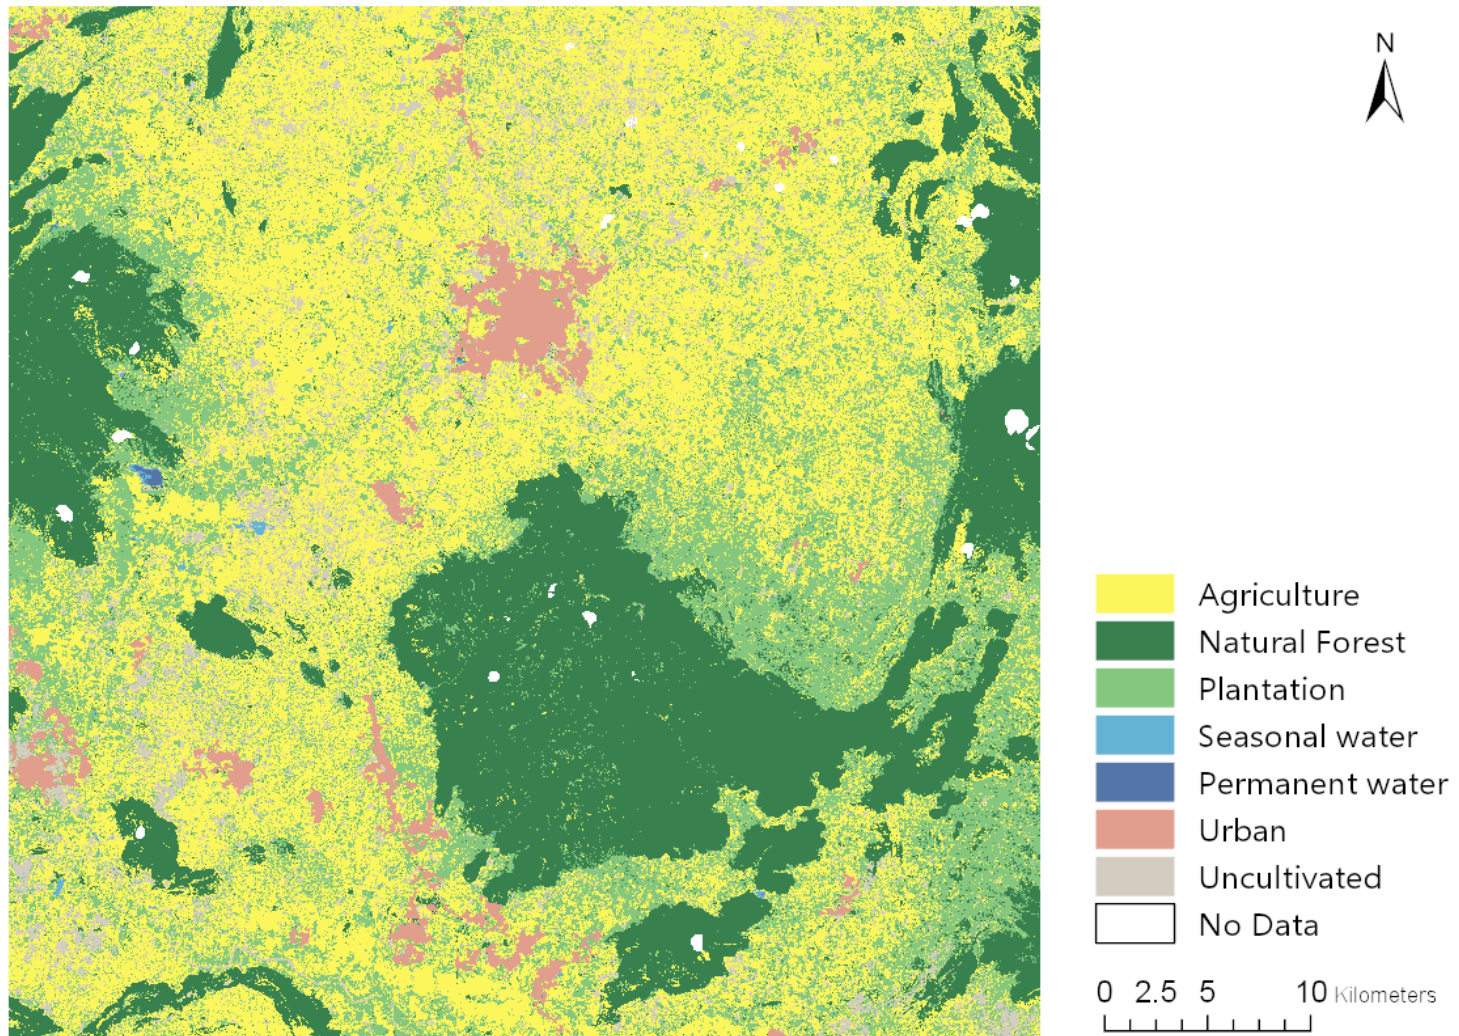 N
Agriculture
Natural Forest
Plantation
Seasonal water
Permanent water
Urban
Uncultivated
No Data
0 2.5 5 10 Kilometers